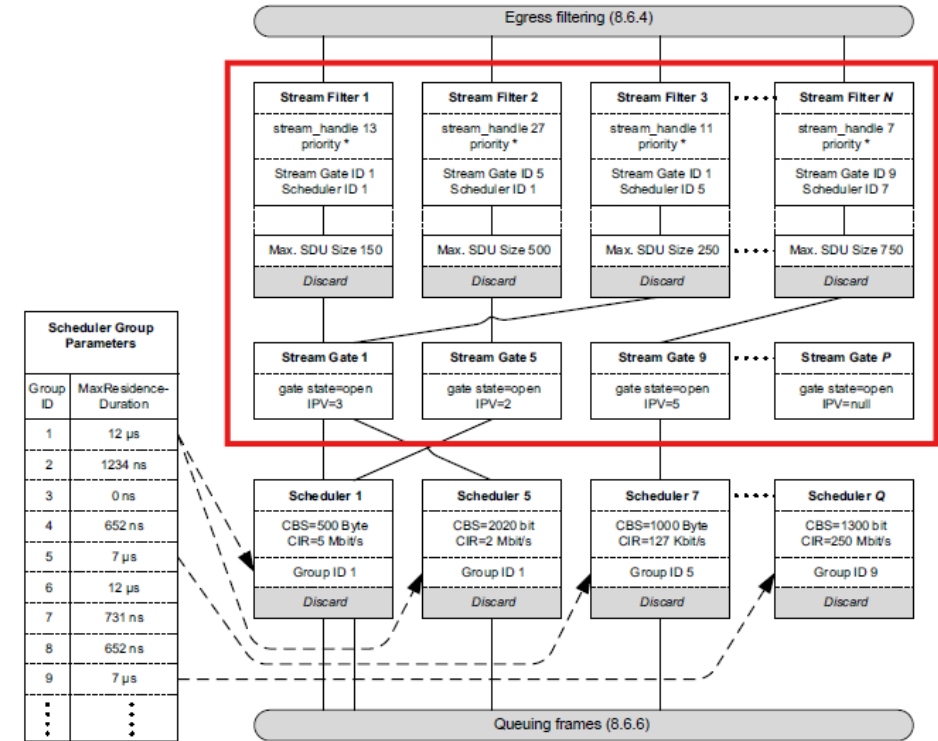 Egress filtering (8.6.4)
Stream Filter 1
stream_handle 13
priority *
Stream Gate ID 1
Scheduler ID 1
Max. SDU Size 150
Discard
Stream Filter 2
stream_handle 27
priority *
Stream Gate ID 5
Scheduler ID 1
Max. SDU Size 500
Discard
Stream Filter 3
stream_handle 11
priority *
Stream Gate ID 1
Scheduler ID 5
Max. SDU Size 250
Discard
Stream Filter N
stream_handle 7
priority *
Stream Gate ID 9
Scheduler ID 7
Max. SDU Size 750
Discard
Stream Gate 1
gate state=open
IPV=3
Stream Gate 5
gate state=open
IPV=2
Stream Gate 9
gate state=open
IPV=5
Stream Gate P
gate state=open
IPV=null
Scheduler Group
Parameters
Group
ID
MaxResidence-
Duration
1 12 µs
2 1234 ns
3 0 ns
4 652 ns
5 7 µs
6 12 µs
7 731 ns
8 652 ns
9 7 µs
Scheduler 1
CBS=500 Byte
CIR=5 Mbit/s
Group ID 1
Discard
Scheduler 5
CBS=2020 bit
CIR=2 Mbit/s
Group ID 1
Discard
Scheduler 7
CBS=1000 Byte
CIR=127 Kbit/s
Group ID 5
Discard
Scheduler Q
CBS=1300 bit
CIR=250 Mbit/s
Group ID 9
Discard
Queuing frames (8.6.6)